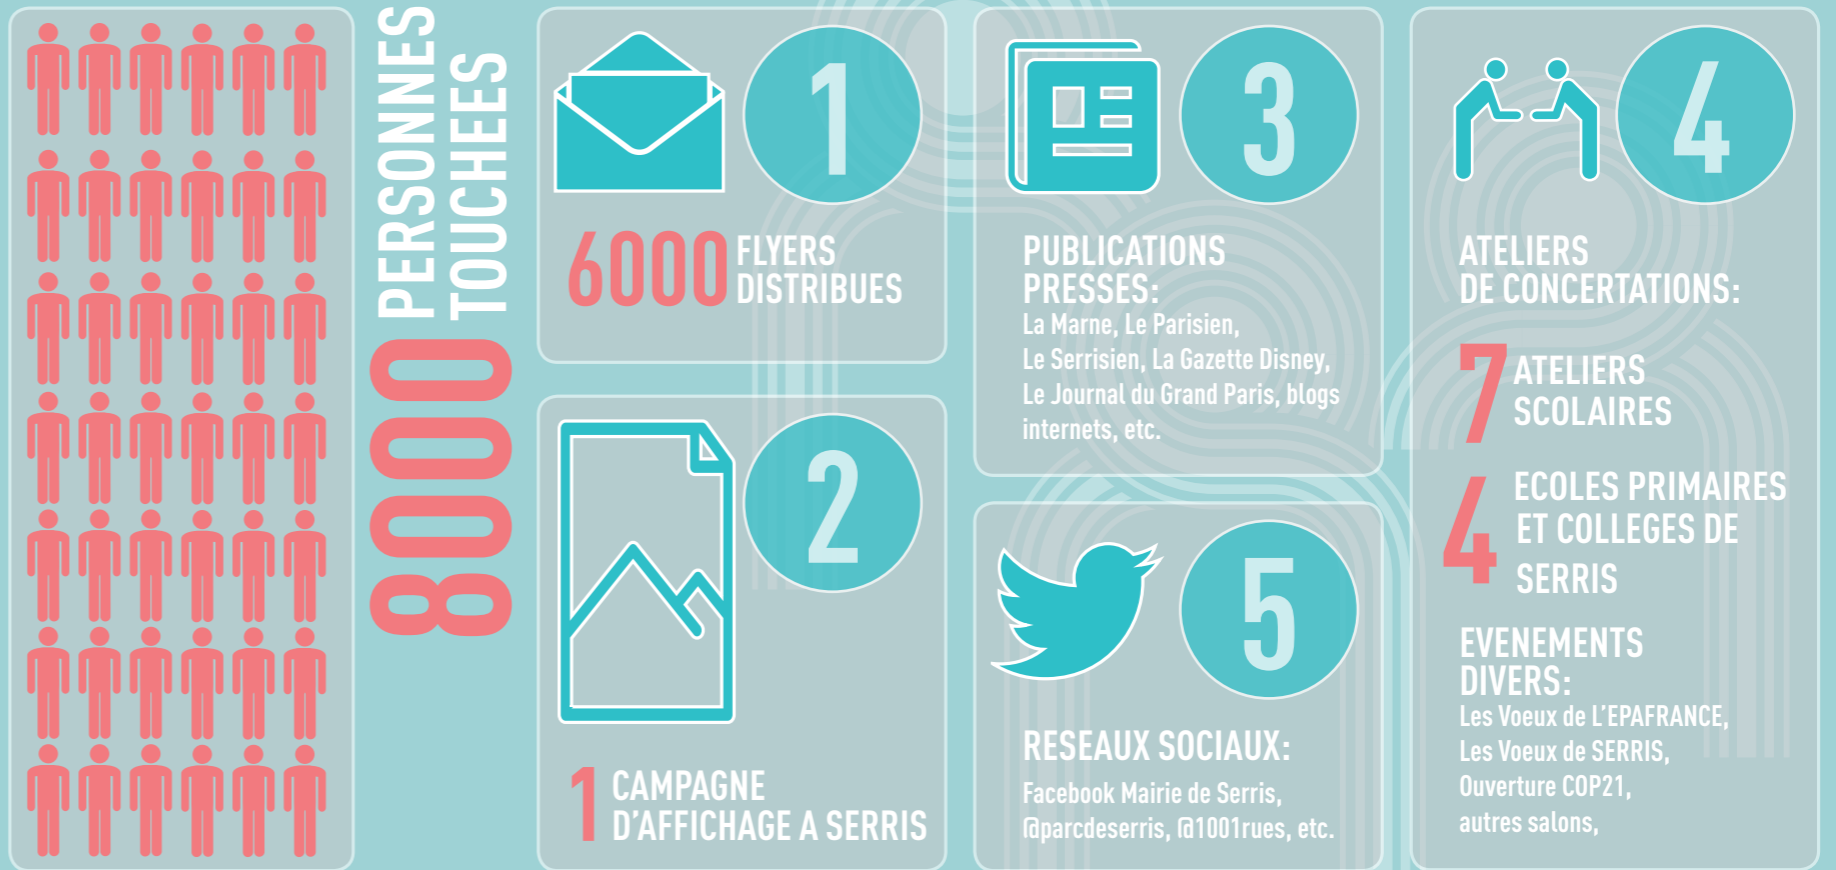 8000 PERSONNES
TOUCHEES
1
6000 FLYERS
DISTRIBUES
2
1 CAMPAGNE
D'AFFICHAGE A SERRIS
3
PUBLICATIONS
PRESSES:
La Marne, Le Parisien,
Le Serrisien, La Gazette Disney,
Le Journal du Grand Paris, blogs
internets, etc.
5
RESEAUX SOCIAUX:
Facebook Mairie de Serris,
@parcdeserris, @1001rues, etc.
4
ATELIERS
DE CONCERTATIONS:
7 ATELIERS
SCOLAIRES
4 ECOLES PRIMAIRES
ET COLLEGES DE
SERRIS
EVENEMENTS
DIVERS:
Les Voeux de L'EPAFRANCE,
Les Voeux de SERRIS,
Ouverture COP21,
autres salons,